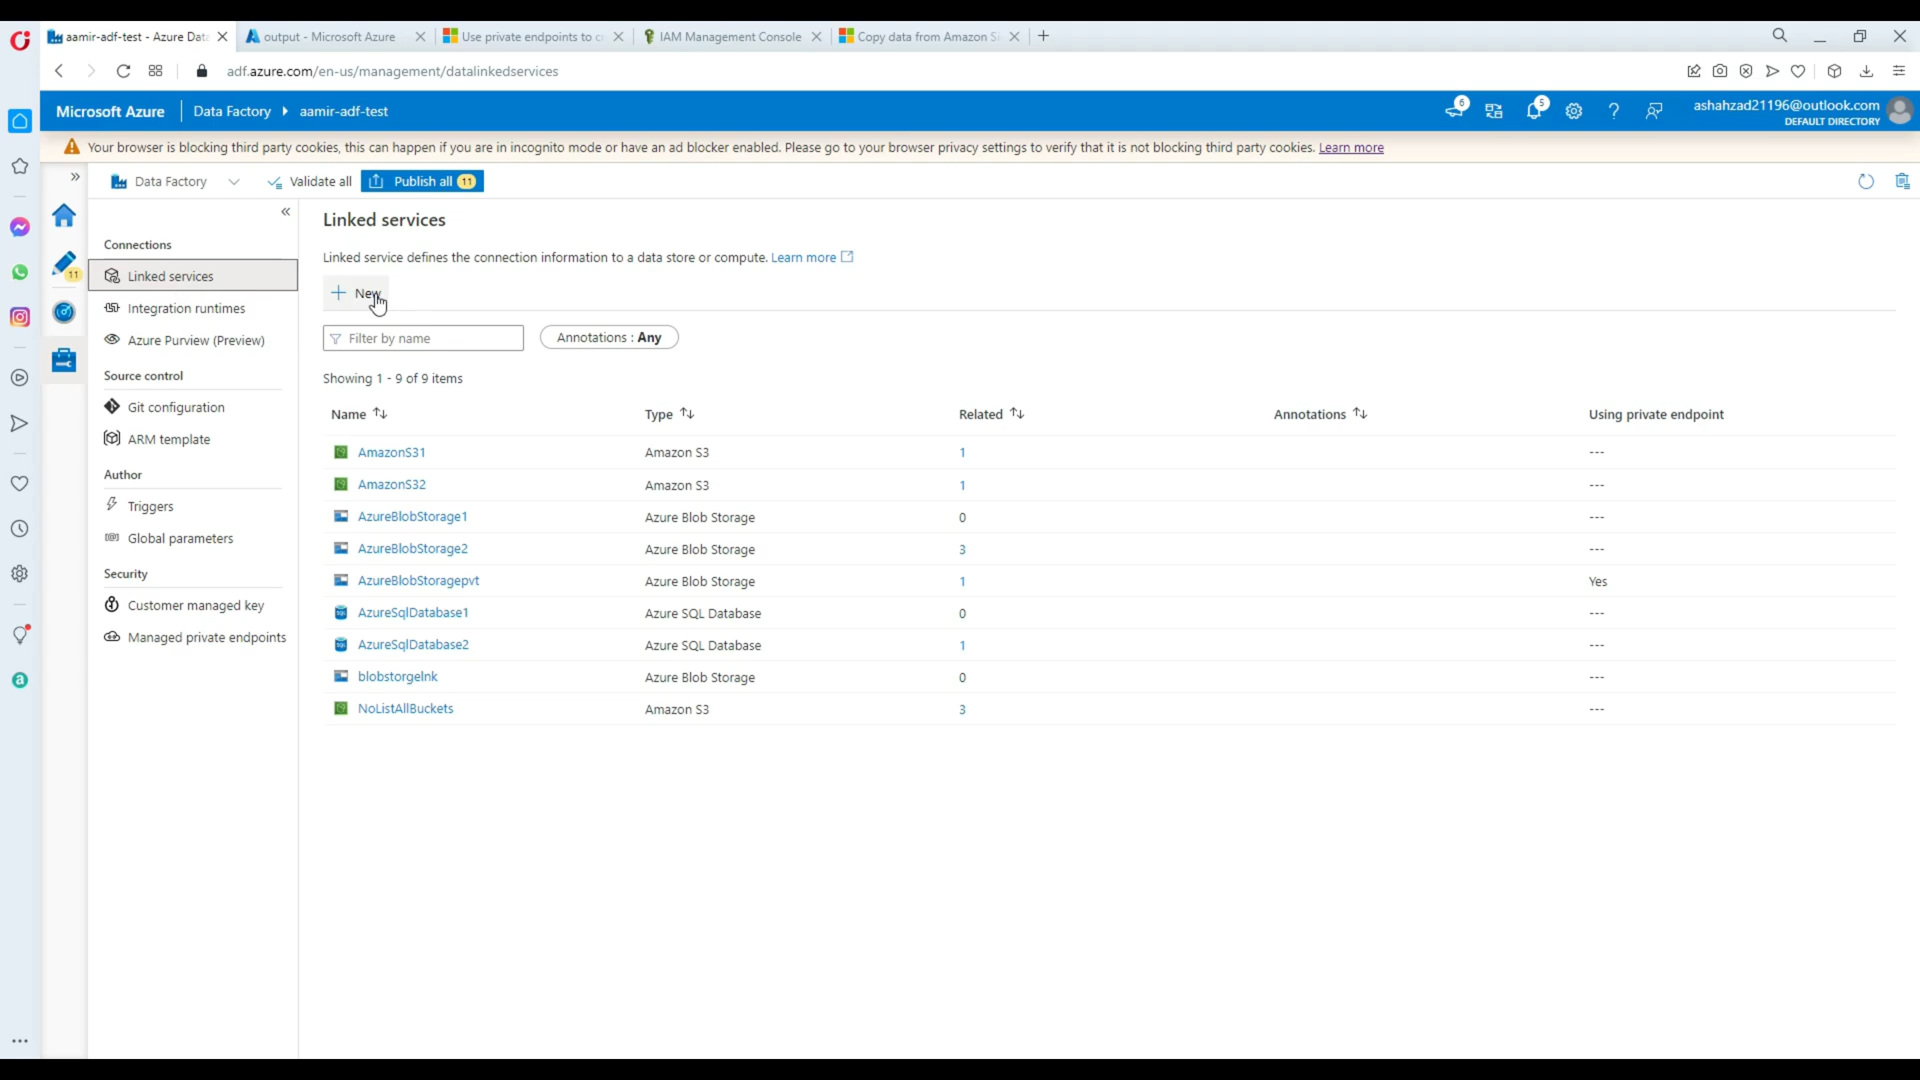 aamir-adf-test - Azure Data
output - Microsoft Azure
Use private endpoints to c
IAM Management Console
Copy data from Amazon S
adf.azure.com/en-us/management/datalinkedservices
Microsoft Azure
Data Factory
aamir-adf-test
6
5
ashahzad21196@outlook.com
DEFAULT DIRECTORY
Your browser is blocking third party cookies, this can happen if you are in incognito mode or have an ad blocker enabled. Please go to your browser privacy settings to verify that it is not blocking third party cookies. Learn more
Data Factory
Validate all
Publish all 11
11
Connections
Linked services
Integration runtimes
Azure Purview (Preview)
Source control
Git configuration
ARM template
Author
Triggers
Global parameters
Security
Customer managed key
Managed private endpoints
Linked services
Linked service defines the connection information to a data store or compute. Learn more
New
Filter by name
Annotations : Any
Showing 1 - 9 of 9 items
Name Type Related Annotations Using private endpoint
AmazonS31 Amazon S3 1 ---
AmazonS32 Amazon S3 1 ---
AzureBlobStorage1 Azure Blob Storage 0 ---
AzureBlobStorage2 Azure Blob Storage 3 ---
AzureBlobStoragepvt Azure Blob Storage 1 Yes
AzureSqlDatabase1 Azure SQL Database 0 ---
AzureSqlDatabase2 Azure SQL Database 1 ---
blobstorgelnk Azure Blob Storage 0 ---
NoListAllBuckets Amazon S3 3 ---